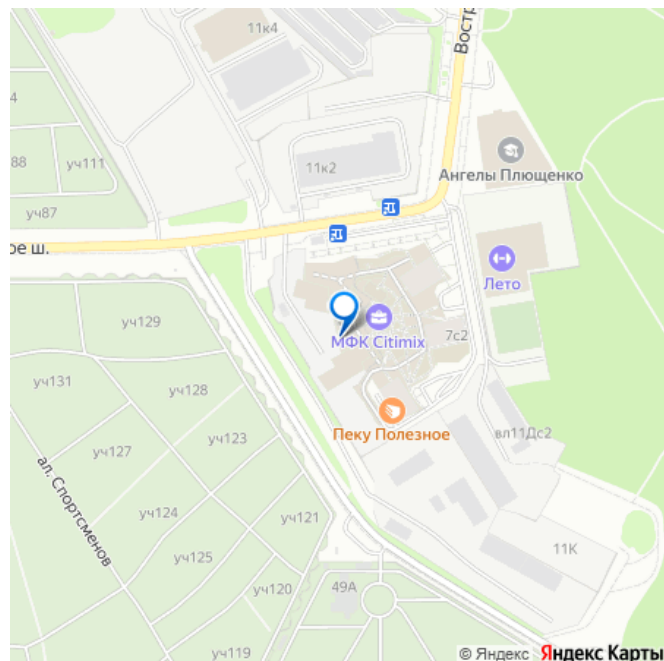 11к4
Востр
4
88
уч111
11к2
Ангелы Плющенко
уч87
ое ш.
Лето
уч129
МФК Citimix
7с2
уч131
уч128
Пеку Полезное
вл11Дс2
уч127
уч123
ал. Спортсменов
уч124
уч121
уч125
11К
уч120
49А
уч119
© Яндекс Яндекс Карты